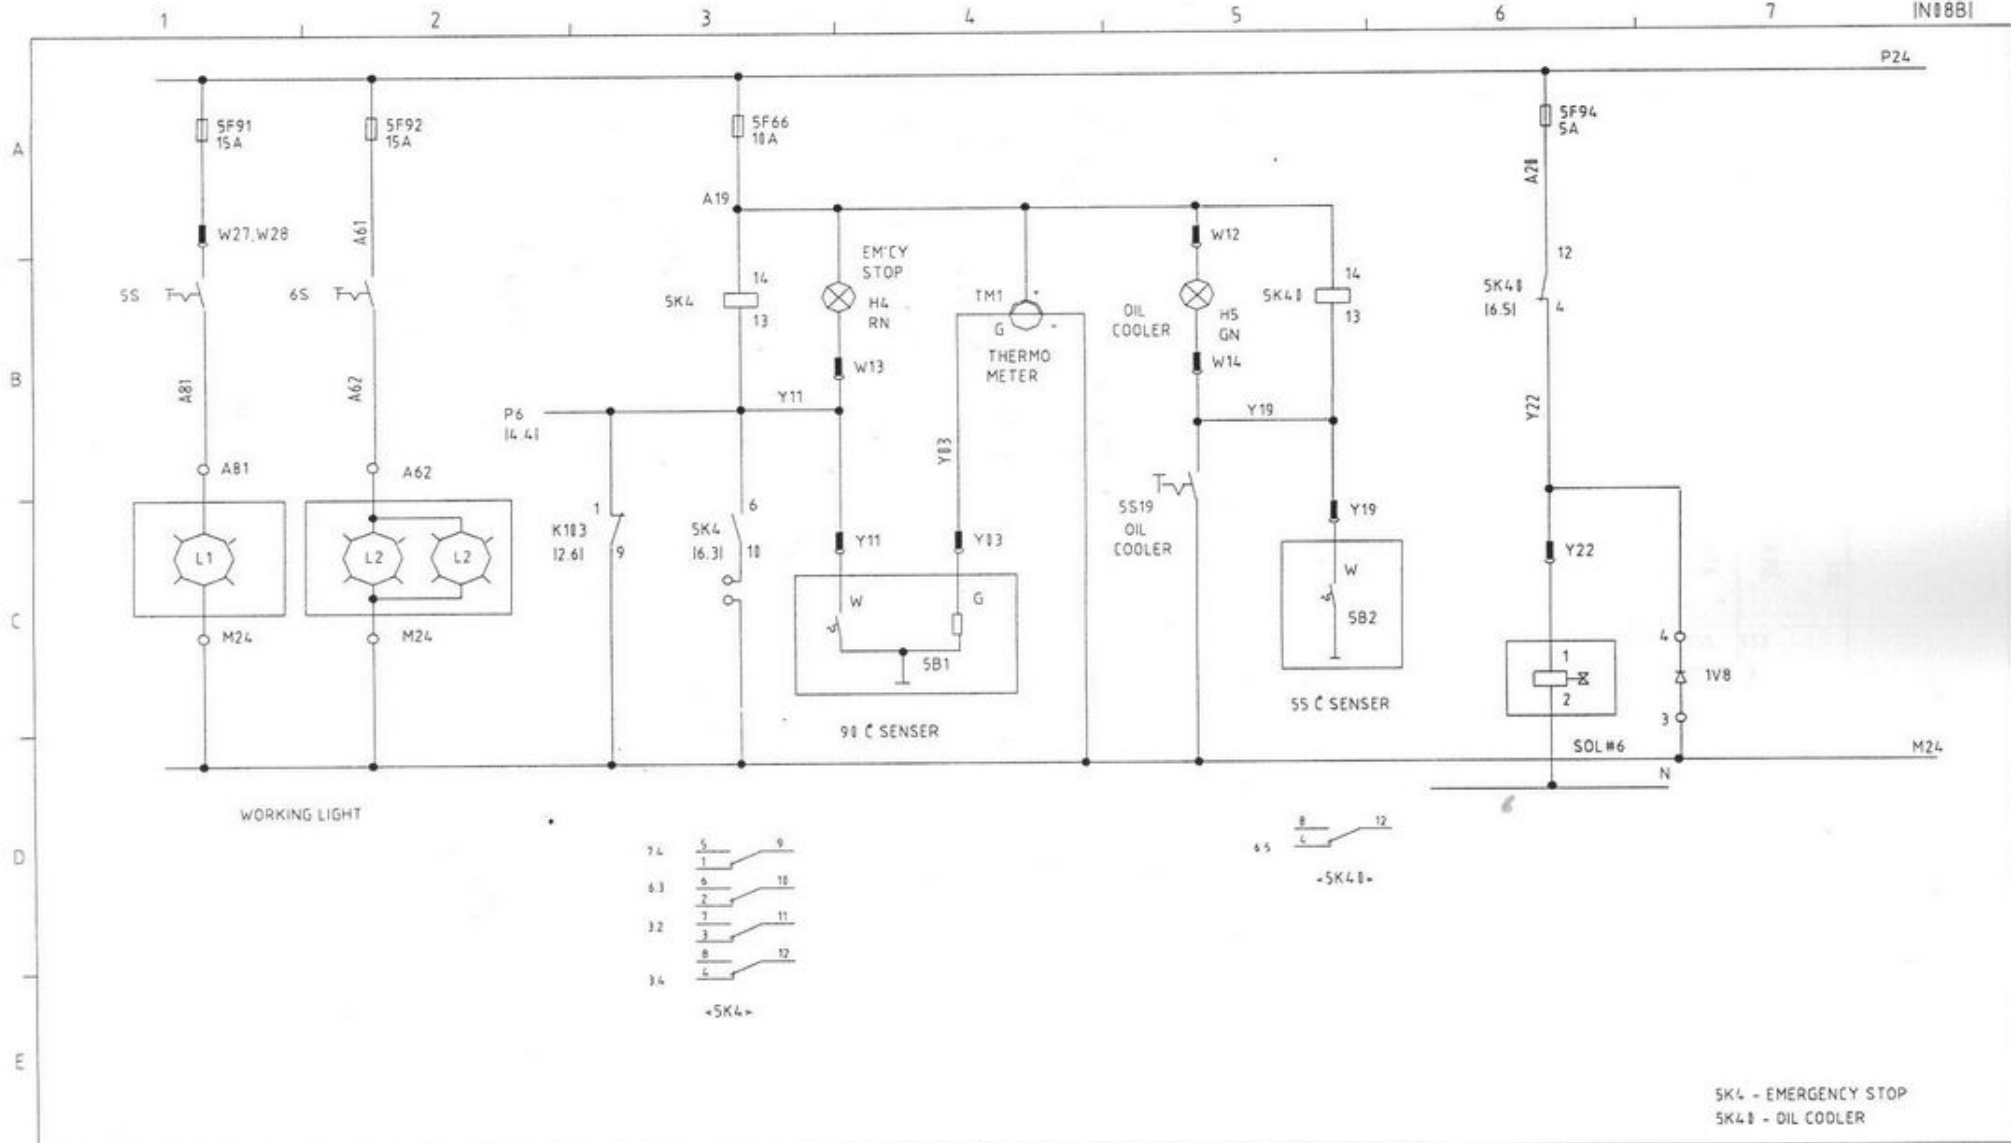 1 2 3 4 5 6 7 |N08B|
P24
A
B
C
D
E
5F91
15A
5F92
15A
5F66
10A
5F94
5A
A20
A19
W27,W28
A61
5S
6S
A81
A62
A81
A62
L1
L2
L2
M24
M24
WORKING LIGHT
5K4
14
13
EM'CY
STOP
H4
RN
W13
Y11
P6
|4.4|
K103
|2.6|
1
9
5K4
|6.3|
6
10
Y11
Y03
Y03
TM1
+
G
-
THERMO
METER
W
G
5B1
90 C SENSER
W12
OIL
COOLER
H5
GN
W14
5K40
14
13
Y19
5S19
OIL
COOLER
Y19
W
5B2
55 C SENSER
12
5K40
|6.5|
4
Y22
Y22
1
2
4
1V8
3
SOL#6
M24
N
6
7.4 5 9
1
6.3 6 10
2
3.2 7 11
3
3.4 8 12
4
<5K4>
8 12
6.5 4
<5K40>
5K4 - EMERGENCY STOP
5K40 - OIL COOLER